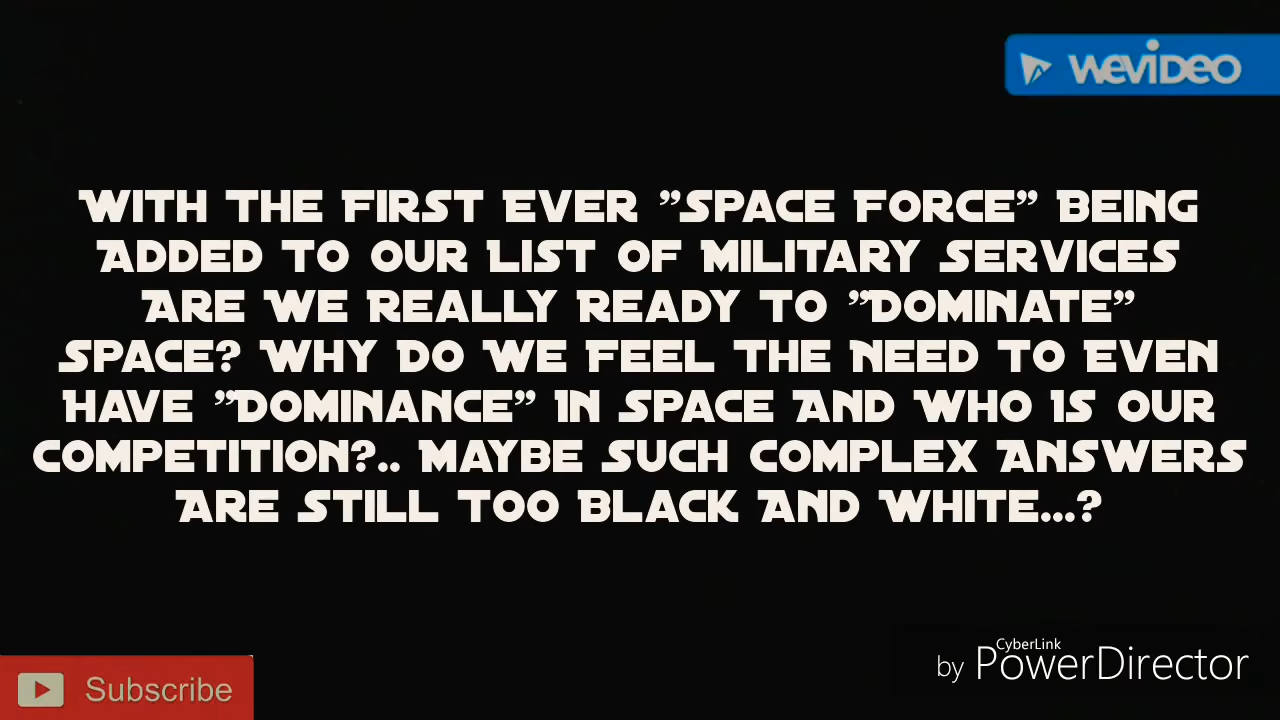 WEVIDEO
WITH THE FIRST EVER "SPACE FORCE" BEING
ADDED TO OUR LIST OF MILITARY SERVICES
ARE WE REALLY READY TO "DOMINATE"
SPACE? WHY DO WE FEEL THE NEED TO EVEN
HAVE "DOMINANCE" IN SPACE AND WHO IS OUR
COMPETITION?.. MAYBE SUCH COMPLEX ANSWERS
ARE STILL TOO BLACK AND WHITE...?
Subscribe
CyberLink
by PowerDirector